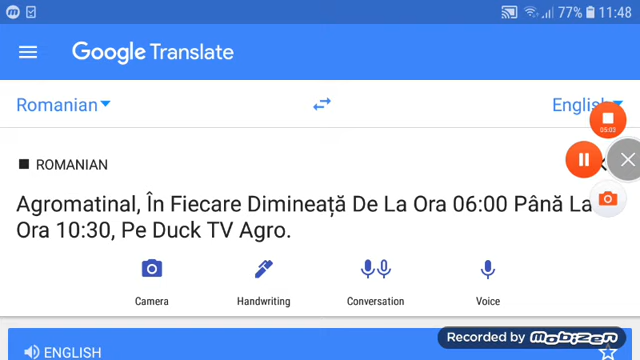 77% 11:48
Google Translate
Romanian English
05:02
ROMANIAN
Agromatinal, În Fiecare Dimineață De La Ora 06:00 Până La
Ora 10:30, Pe Duck TV Agro.
Camera Handwriting Conversation Voice
Recorded by MOBIZEN
ENGLISH